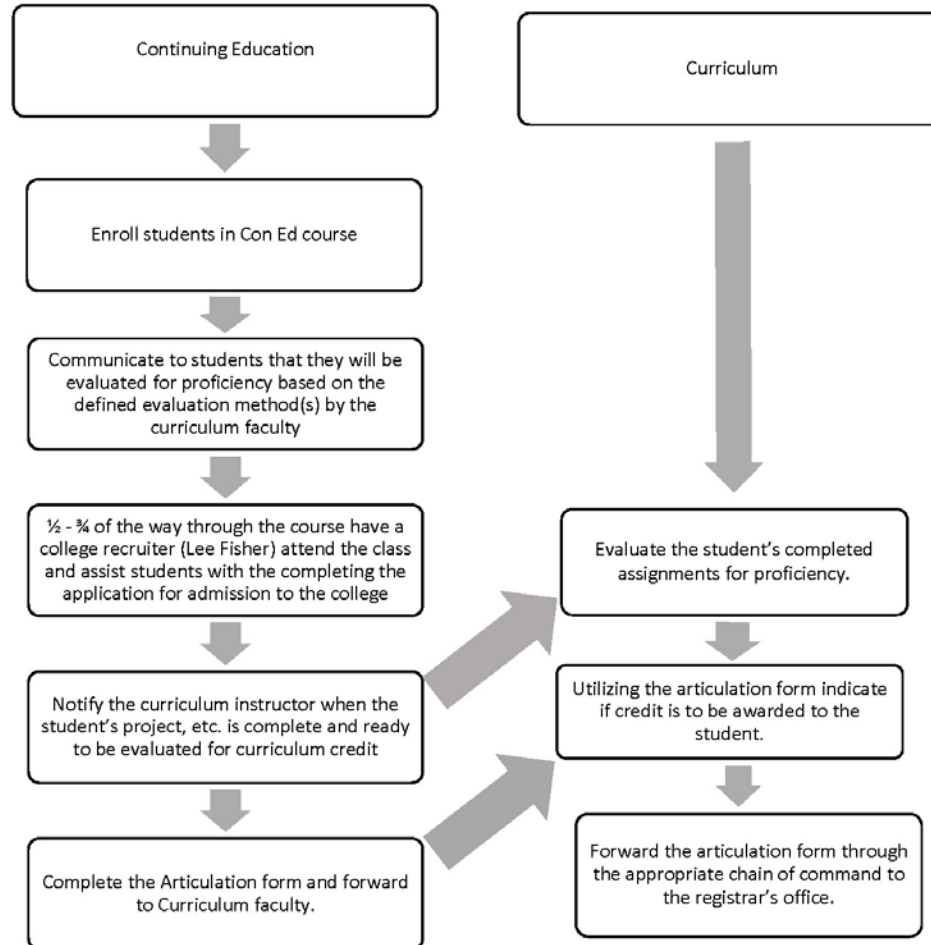 Continuing Education
Enroll students in Con Ed course
Communicate to students that they will be
evaluated for proficiency based on the
defined evaluation method(s) by the
curriculum faculty
½ - ¾ of the way through the course have a
college recruiter (Lee Fisher) attend the class
and assist students with the completing the
application for admission to the college
Notify the curriculum instructor when the
student's project, etc. is complete and ready
to be evaluated for curriculum credit
Complete the Articulation form and forward
to Curriculum faculty.
Curriculum
Evaluate the student's completed
assignments for proficiency.
Utilizing the articulation form indicate
if credit is to be awarded to the
student.
Forward the articulation form through
the appropriate chain of command to
the registrar's office.